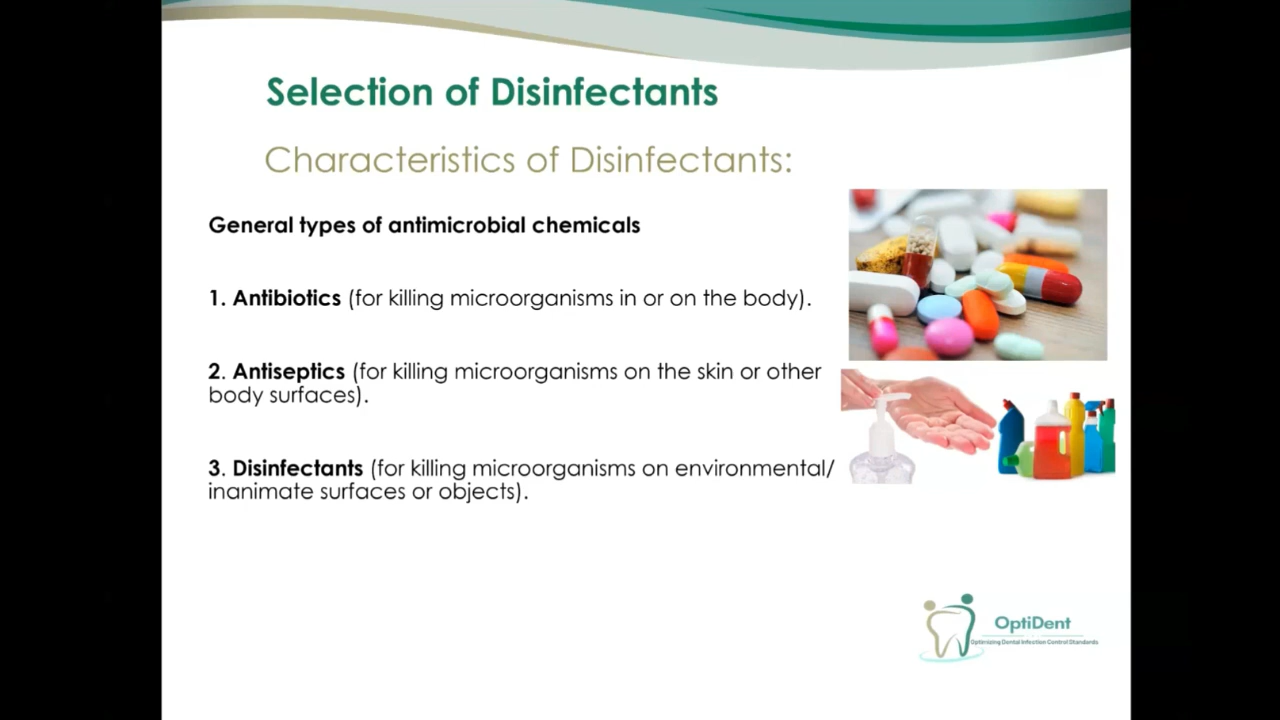 Selection of Disinfectants
Characteristics of Disinfectants:
General types of antimicrobial chemicals
1. Antibiotics (for killing microorganisms in or on the body).
2. Antiseptics (for killing microorganisms on the skin or other
body surfaces).
3. Disinfectants (for killing microorganisms on environmental/
inanimate surfaces or objects).
OptiDent
Optimizing Dental Infection Control Standards